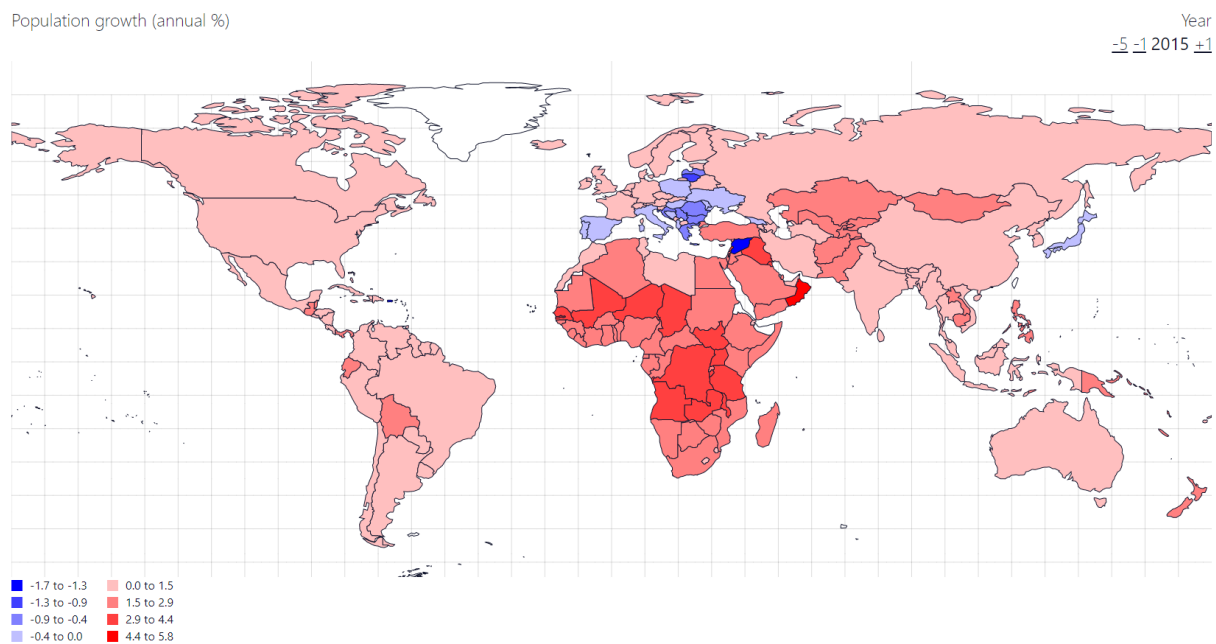 Population growth (annual %)
Year
-5 -1 2015 +1
-1.7 to -1.3
-1.3 to -0.9
-0.9 to -0.4
-0.4 to 0.0
0.0 to 1.5
1.5 to 2.9
2.9 to 4.4
4.4 to 5.8